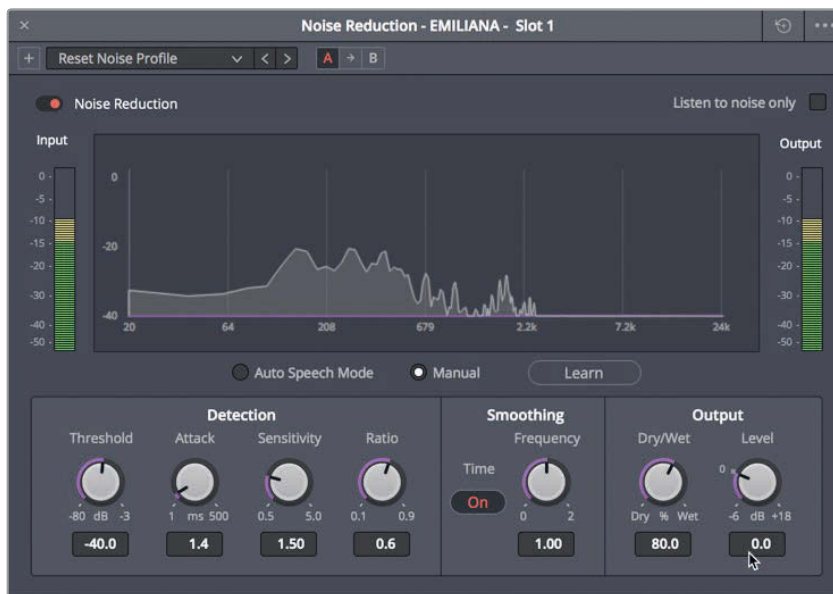 × Noise Reduction - EMILIANA - Slot 1 •••
+ Reset Noise Profile < > A → B
Noise Reduction Listen to noise only
Input Output
0 -
-5 -
-10 -
-15 -
-20 -
-30 -
-40 -
-50 -
0
-20
-40
20 64 208 679 2.2k 7.2k 24k
0 -
-5 -
-10 -
-15 -
-20 -
-30 -
-40 -
-50 -
Auto Speech Mode Manual Learn
Detection Smoothing Output
Threshold Attack Sensitivity Ratio Frequency Dry/Wet Level
Time
On
0
-80 dB -3 1 ms 500 0.5 5.0 0.1 0.9 0 2 Dry % Wet -6 dB +18
-40.0 1.4 1.50 0.6 1.00 80.0 0.0